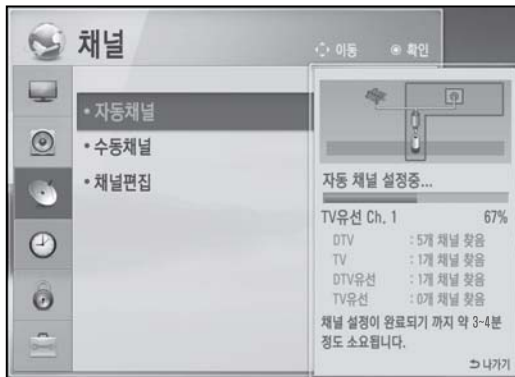 채널
이동 확인
• 자동채널
• 수동채널
• 채널편집
자동 채널 설정중...
TV유선 Ch. 1 67%
DTV : 5개 채널 찾음
TV : 1개 채널 찾음
DTV유선 : 1개 채널 찾음
TV유선 : 0개 채널 찾음
채널 설정이 완료되기 까지 약 3~4분
정도 소요됩니다.
나가기